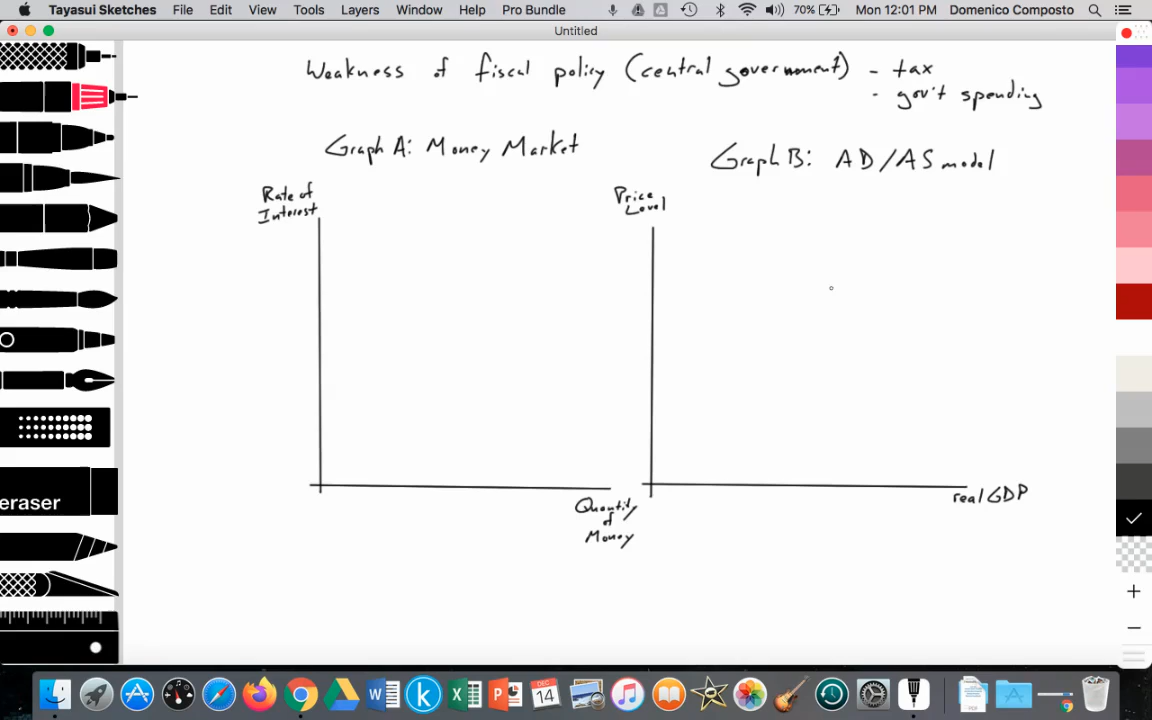 Tayasui Sketches File Edit View Tools Layers Window Help Pro Bundle 70% Mon 12:01 PM Domenico Composto
Untitled
Weakness of fiscal policy (central government) - tax
- gov't spending
Graph A: Money Market
Graph B: AD/AS model
Rate of
Interest
Price
Level
Quantity
of
Money
real GDP
eraser
DEC
14